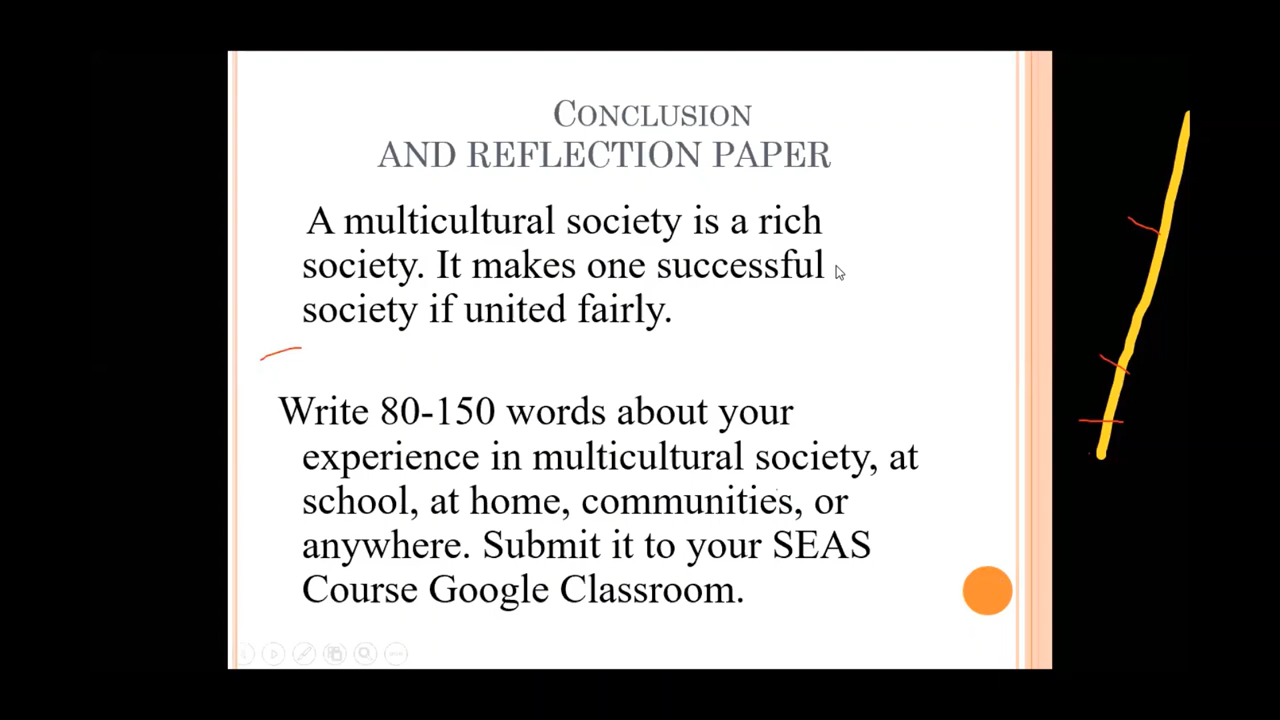 CONCLUSION
AND REFLECTION PAPER
A multicultural society is a rich
society. It makes one successful
society if united fairly.
Write 80-150 words about your
experience in multicultural society, at
school, at home, communities, or
anywhere. Submit it to your SEAS
Course Google Classroom.